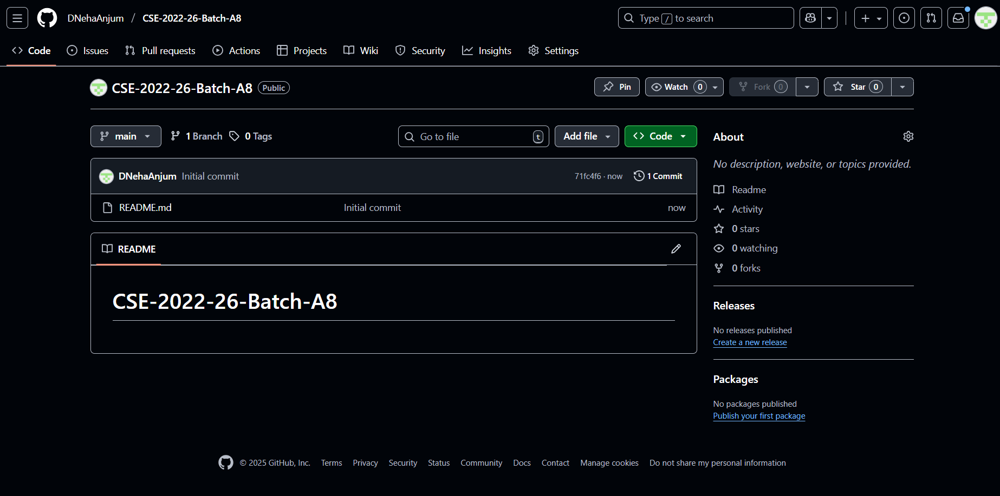 DNehaAnjum / CSE-2022-26-Batch-A8
Type / to search
Code Issues Pull requests Actions Projects Wiki Security Insights Settings
CSE-2022-26-Batch-A8 Public
Pin Watch 0 Fork 0 Star 0
main 1 Branch 0 Tags
Go to file t Add file Code
DNehaAnjum Initial commit 71fc4f6 · now 1 Commit
README.md Initial commit now
README
CSE-2022-26-Batch-A8
About
No description, website, or topics provided.
Readme
Activity
0 stars
0 watching
0 forks
Releases
No releases published
Create a new release
Packages
No packages published
Publish your first package
© 2025 GitHub, Inc. Terms Privacy Security Status Community Docs Contact Manage cookies Do not share my personal information